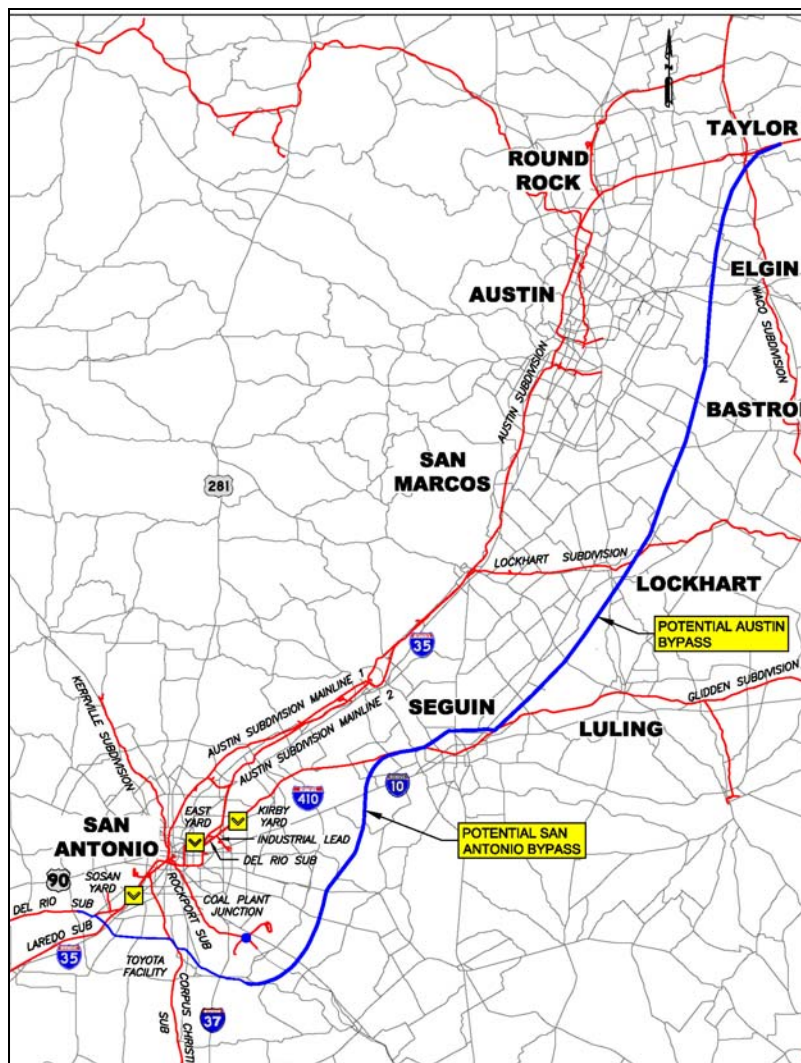 TAYLOR
ROUND
ROCK
ELGIN
AUSTIN
WACO SUBDIVISION
AUSTIN SUBDIVISION
BASTRO
SAN
MARCOS
281
LOCKHART SUBDIVISION
LOCKHART
POTENTIAL AUSTIN
BYPASS
INTERSTATE
35
KERRVILLE SUBDIVISION
AUSTIN SUBDIVISION MAINLINE 1
AUSTIN SUBDIVISION MAINLINE 2
SEGUIN
GLIDDEN SUBDIVISION
LULING
10
410
EAST
YARD
KIRBY
YARD
SAN
ANTONIO
INDUSTRIAL LEAD
DEL RIO SUB
POTENTIAL SAN
ANTONIO BYPASS
90
SOSAN
YARD
ROCKPORT SUB
COAL PLANT
JUNCTION
DEL RIO SUB
LAREDO SUB
35
TOYOTA
FACILITY
CORPUS CHRISTI
SUB
37